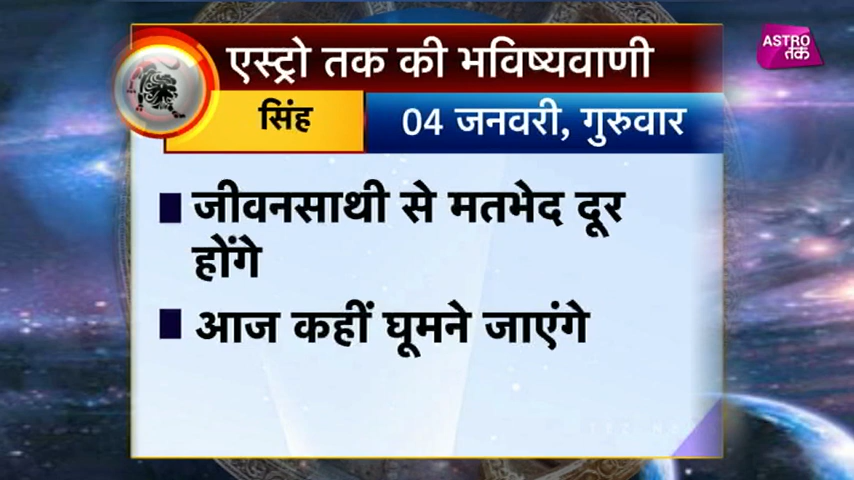 ASTRO
तक
एस्ट्रो तक की भविष्यवाणी
सिंह
04 जनवरी, गुरुवार
जीवनसाथी से मतभेद दूर
होंगे
आज कहीं घूमने जाएंगे